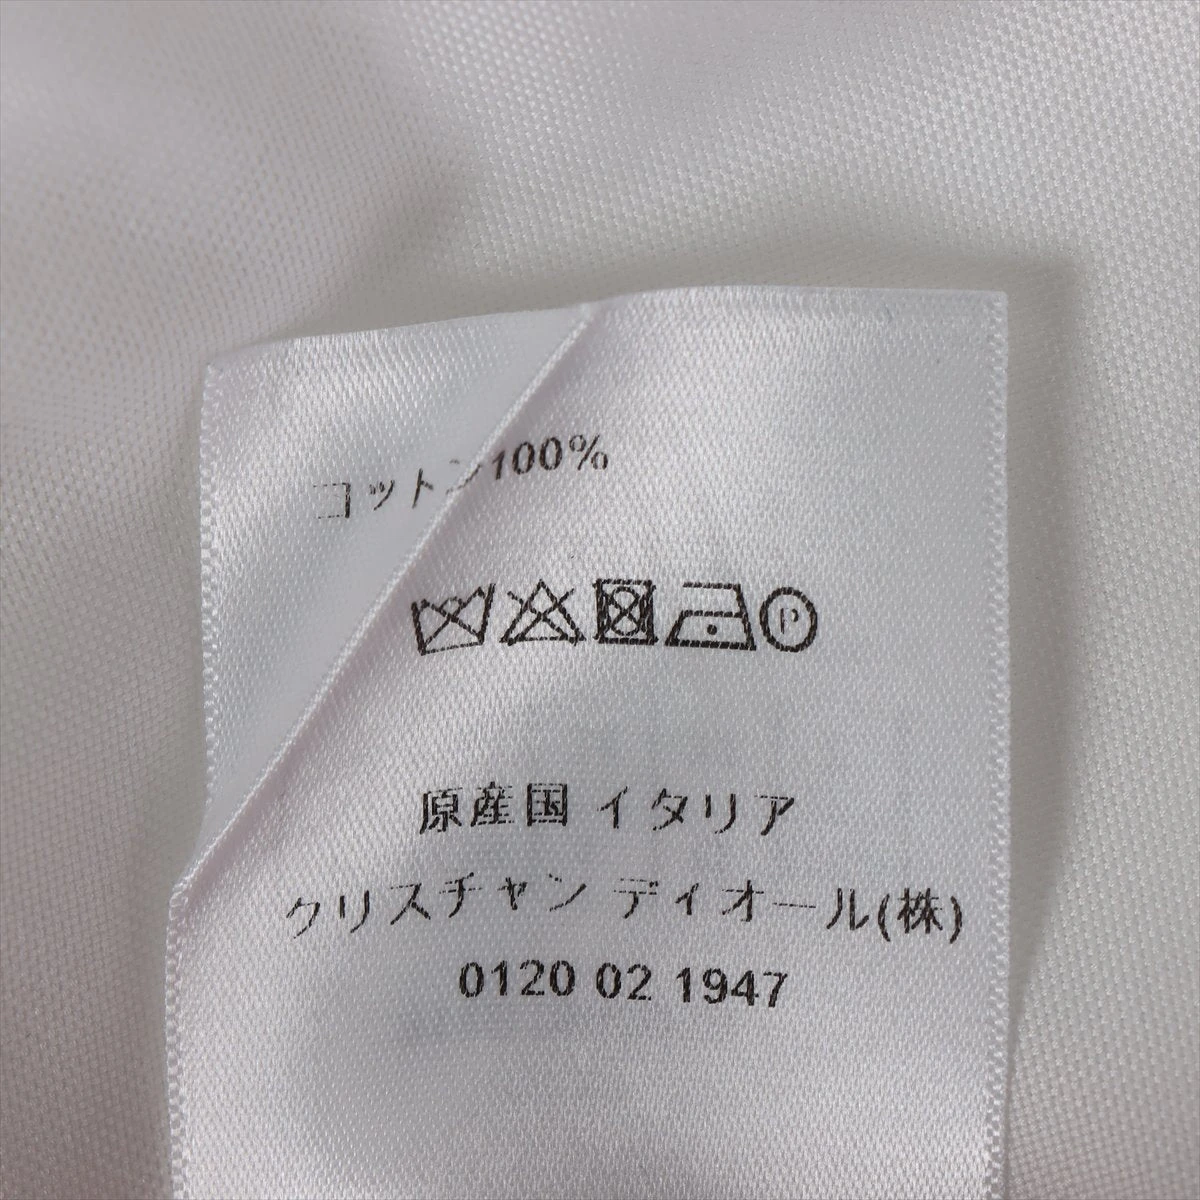 コットン100%
P
原産国 イタリア
クリスチャン ディオール(株)
0120 02 1947